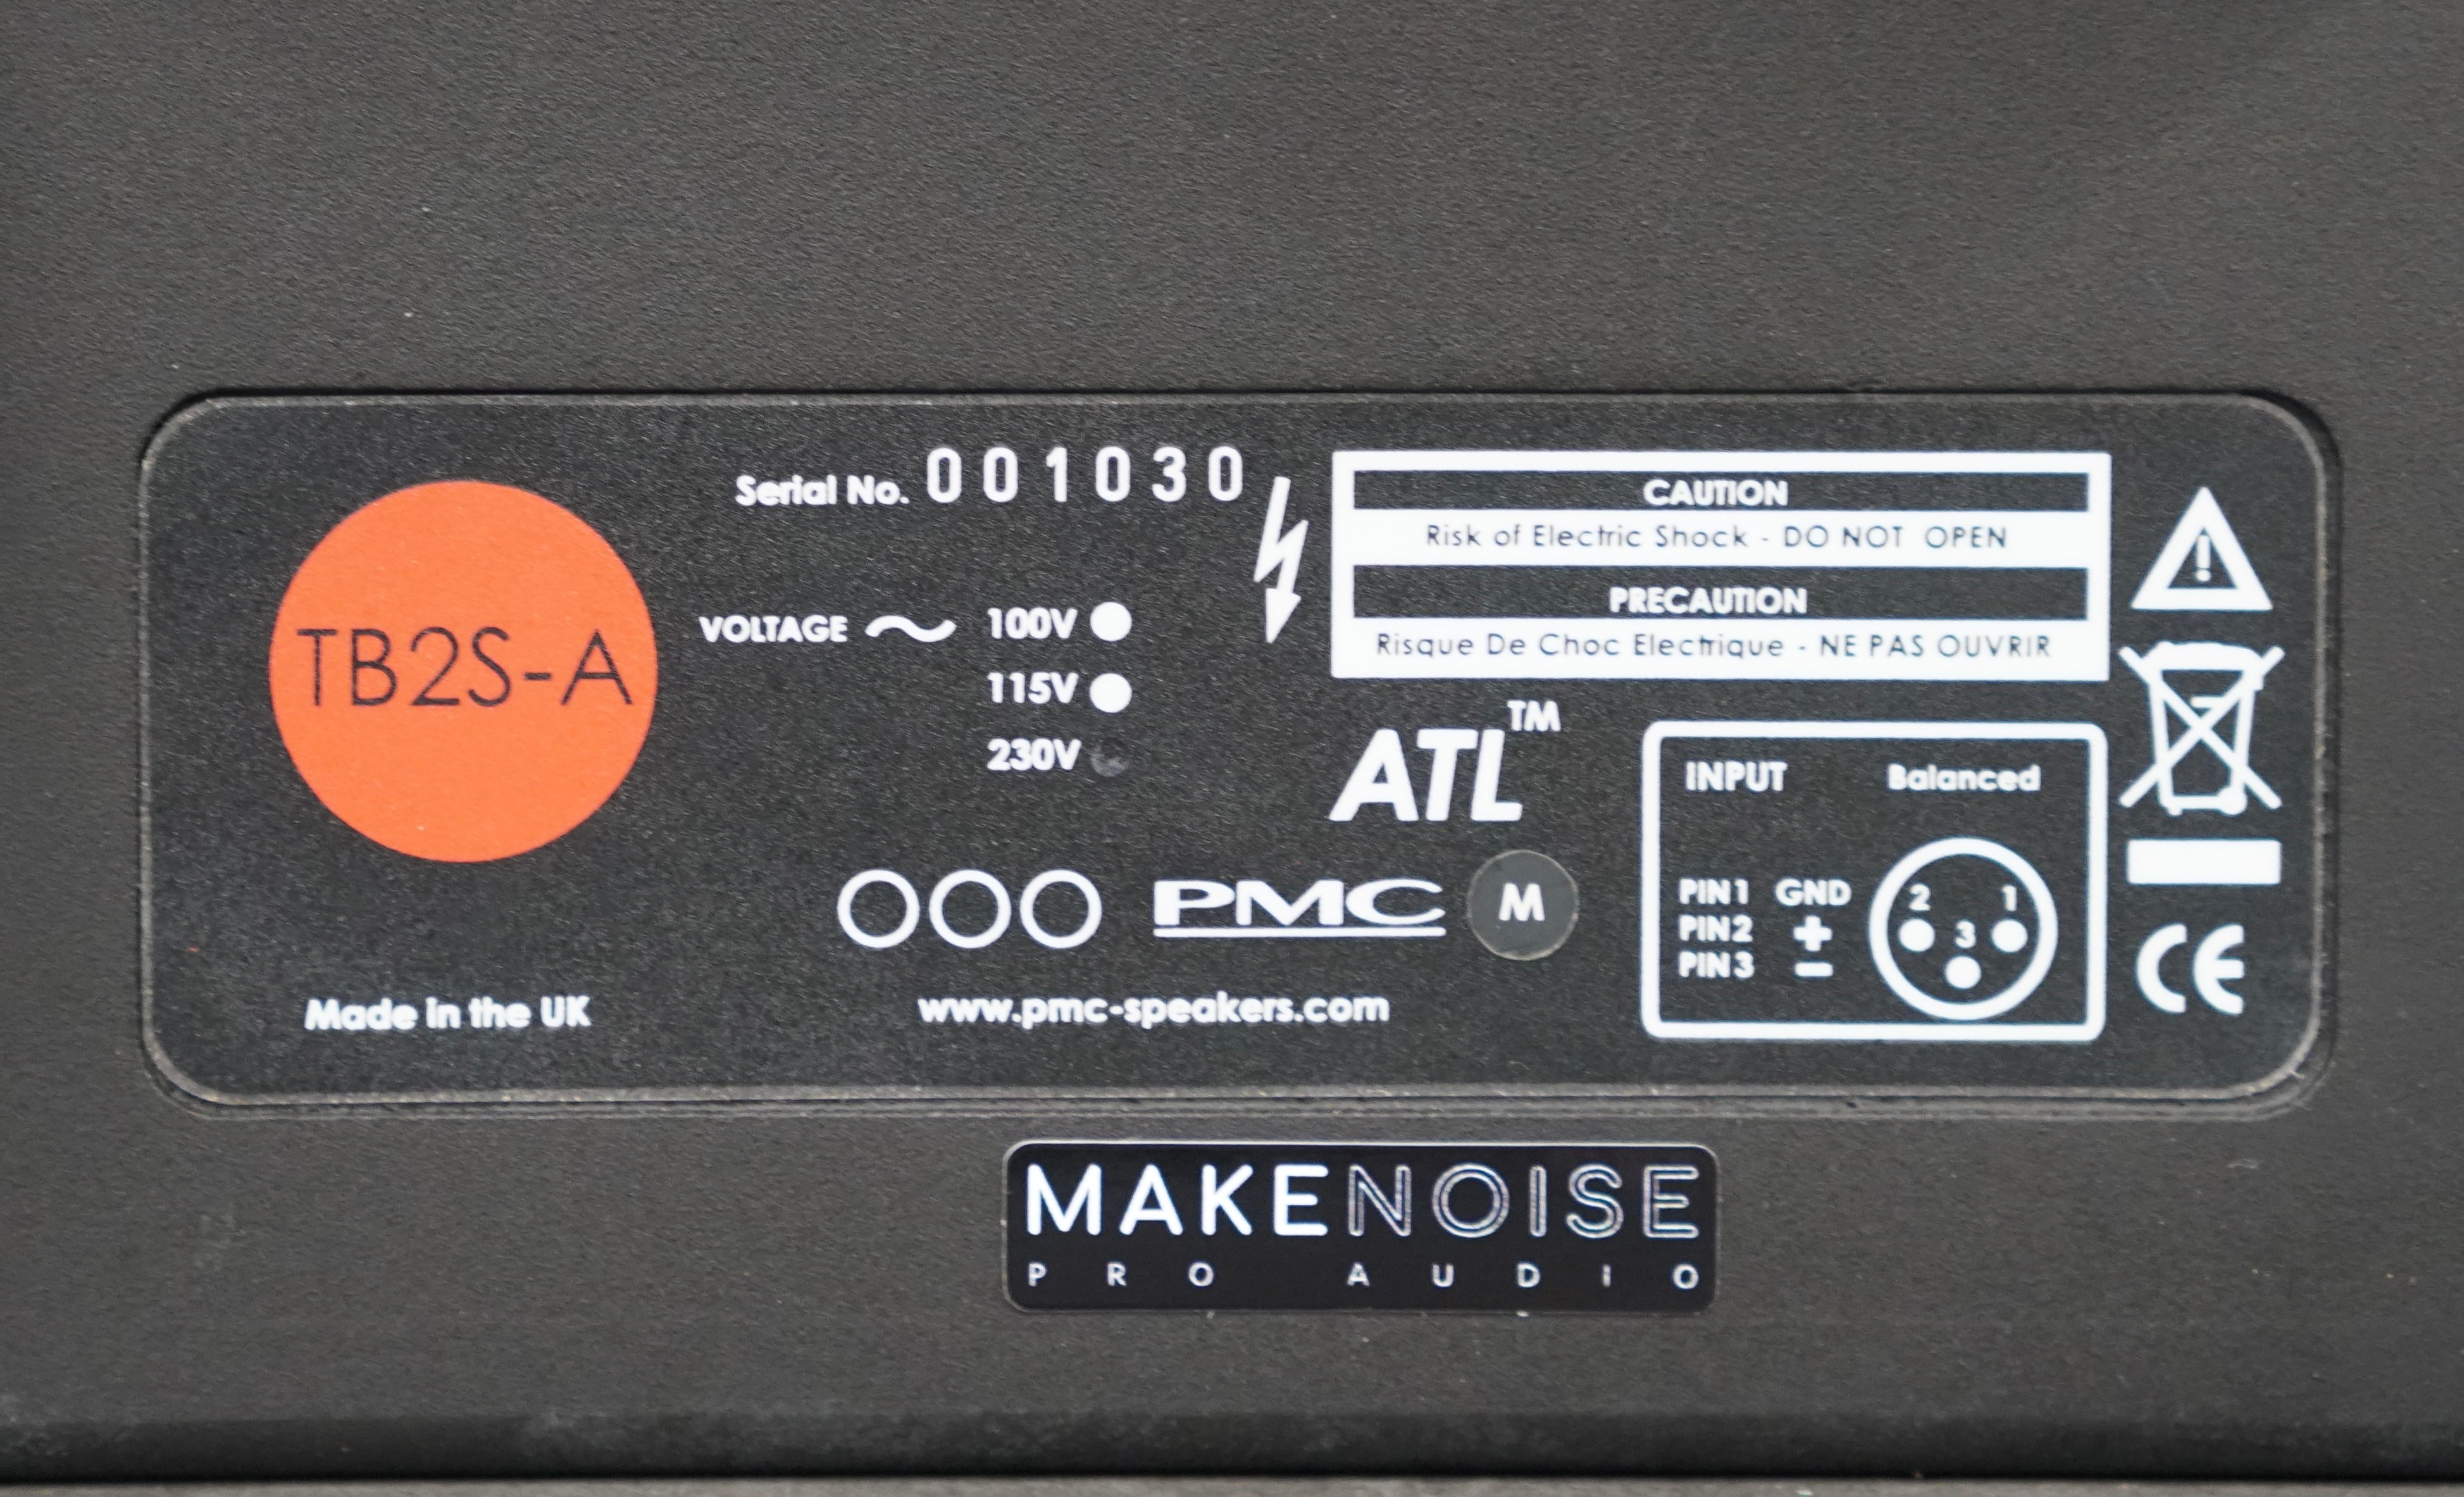 TB2S-A
Serial No. 001030
VOLTAGE ~ 100V
115V
230V
CAUTION
Risk of Electric Shock - DO NOT OPEN
PRECAUTION
Risque De Choc Electrique - NE PAS OUVRIR
ATL™
PMC M
www.pmc-speakers.com
Made in the UK
INPUT Balanced
PIN1 GND
PIN2 +
PIN3 −
2 1
3
CE
MAKENOISE
PRO AUDIO